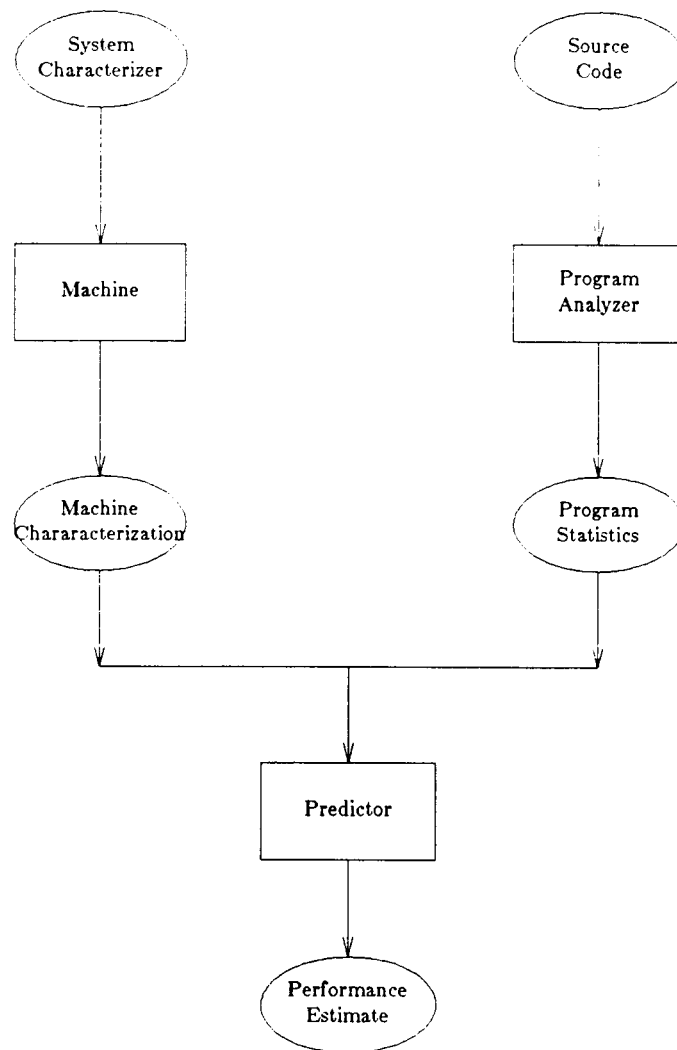 System
Characterizer
Source
Code
Machine
Program
Analyzer
Machine
Chararacterization
Program
Statistics
Predictor
Performance
Estimate